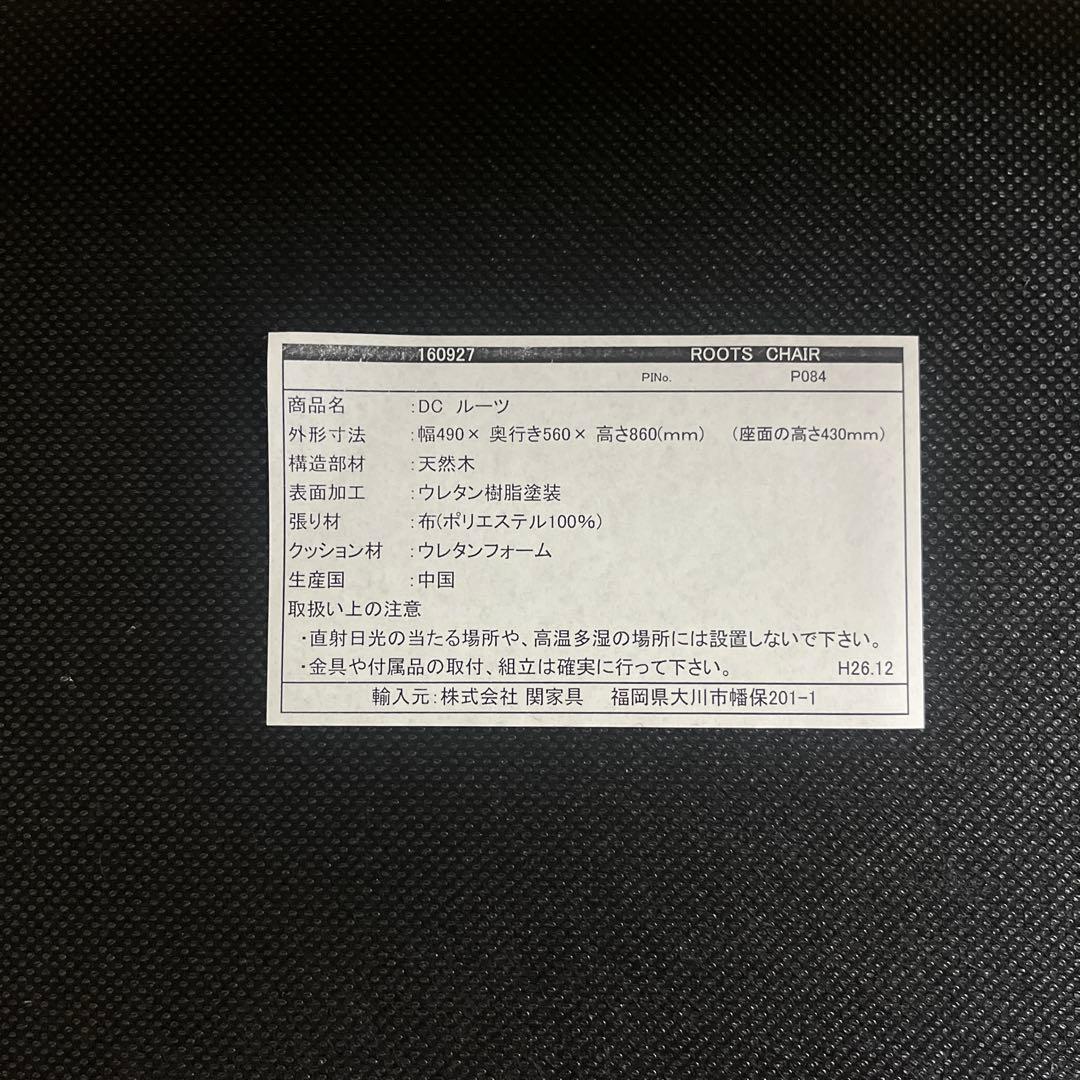 160927 ROOTS CHAIR
PINo. P084
商品名 :DC ルーツ
外形寸法 :幅490× 奥行き560× 高さ860(mm) (座面の高さ430mm)
構造部材 :天然木
表面加工 :ウレタン樹脂塗装
張り材 :布(ポリエステル100%)
クッション材 :ウレタンフォーム
生産国 :中国
取扱い上の注意
・直射日光の当たる場所や、高温多湿の場所には設置しないで下さい。
・金具や付属品の取付、組立は確実に行って下さい。 H26.12
輸入元:株式会社 関家具 福岡県大川市幡保201-1